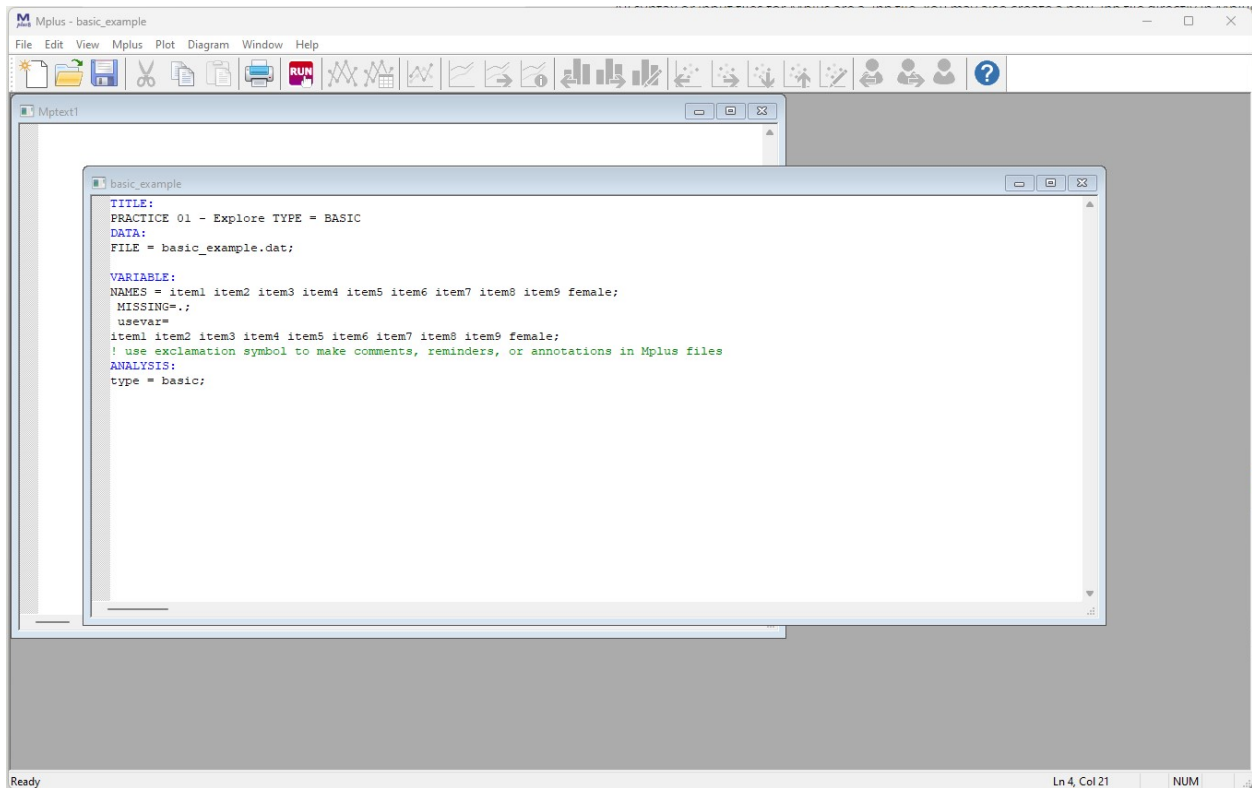 Mplus - basic_example
File Edit View Mplus Plot Diagram Window Help
RUN
Mptext1
basic_example
TITLE:
PRACTICE 01 - Explore TYPE = BASIC
DATA:
FILE = basic_example.dat;
VARIABLE:
NAMES = item1 item2 item3 item4 item5 item6 item7 item8 item9 female;
MISSING=.;
usevar=
item1 item2 item3 item4 item5 item6 item7 item8 item9 female;
! use exclamation symbol to make comments, reminders, or annotations in Mplus files
ANALYSIS:
type = basic;
Ready
Ln 4, Col 21
NUM